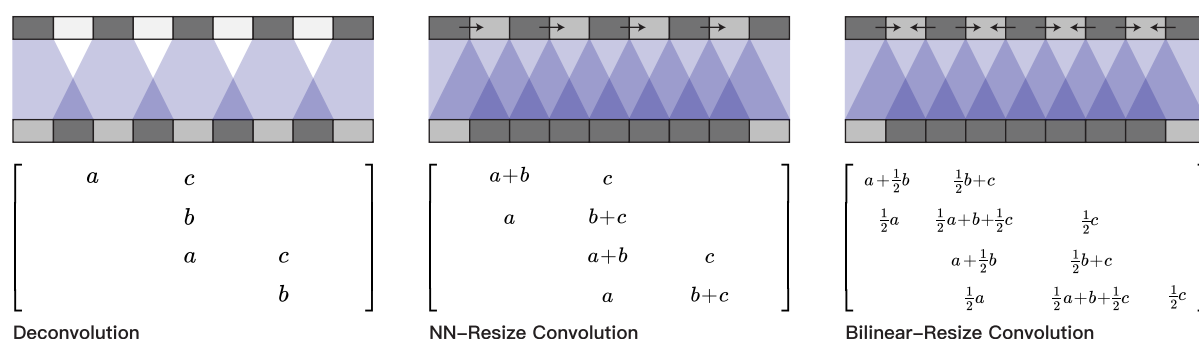 a c
b
a c
b
Deconvolution
a+b c
a b+c
a+b c
a b+c
NN–Resize Convolution
a+½b ½b+c
½a ½a+b+½c ½c
a+½b ½b+c
½a ½a+b+½c ½c
Bilinear–Resize Convolution